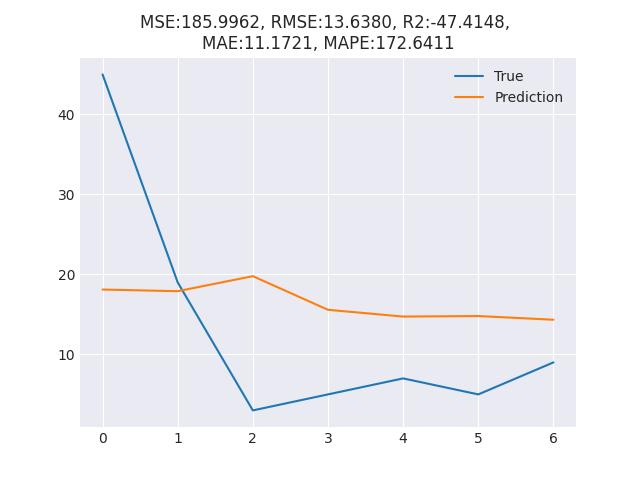 MSE:185.9962, RMSE:13.6380, R2:-47.4148,
MAE:11.1721, MAPE:172.6411
True
Prediction
40
30
20
10
0 1 2 3 4 5 6